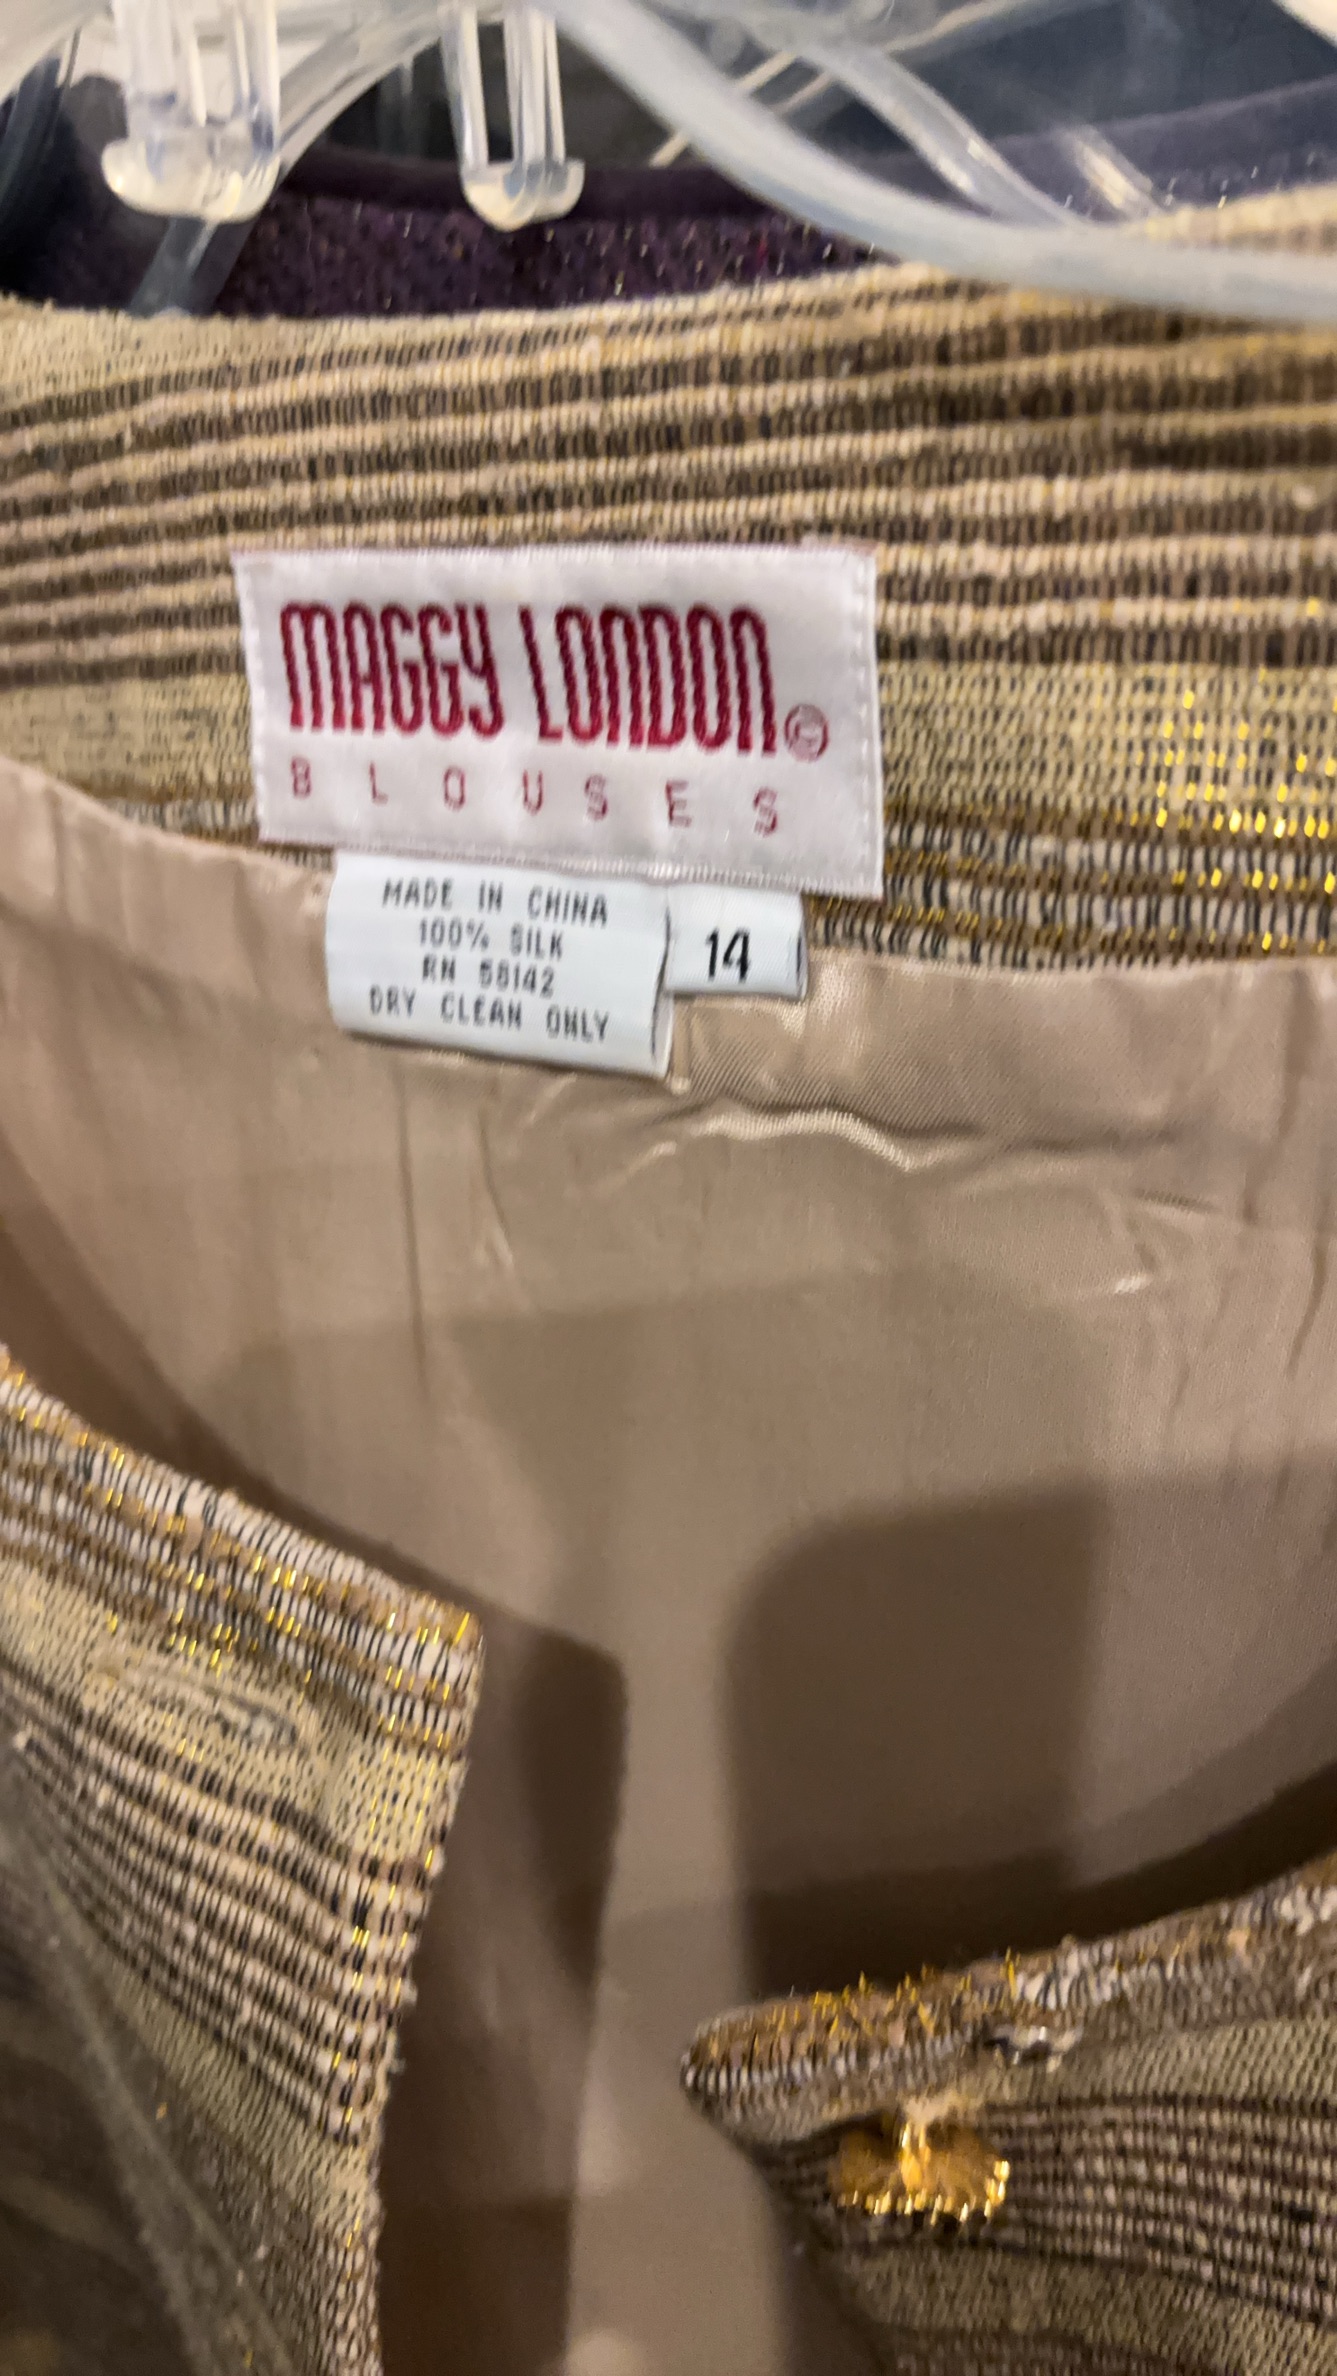 MAGGY LONDON ©
BLOUSES
MADE IN CHINA
100% SILK
RN 58142
DRY CLEAN ONLY
14